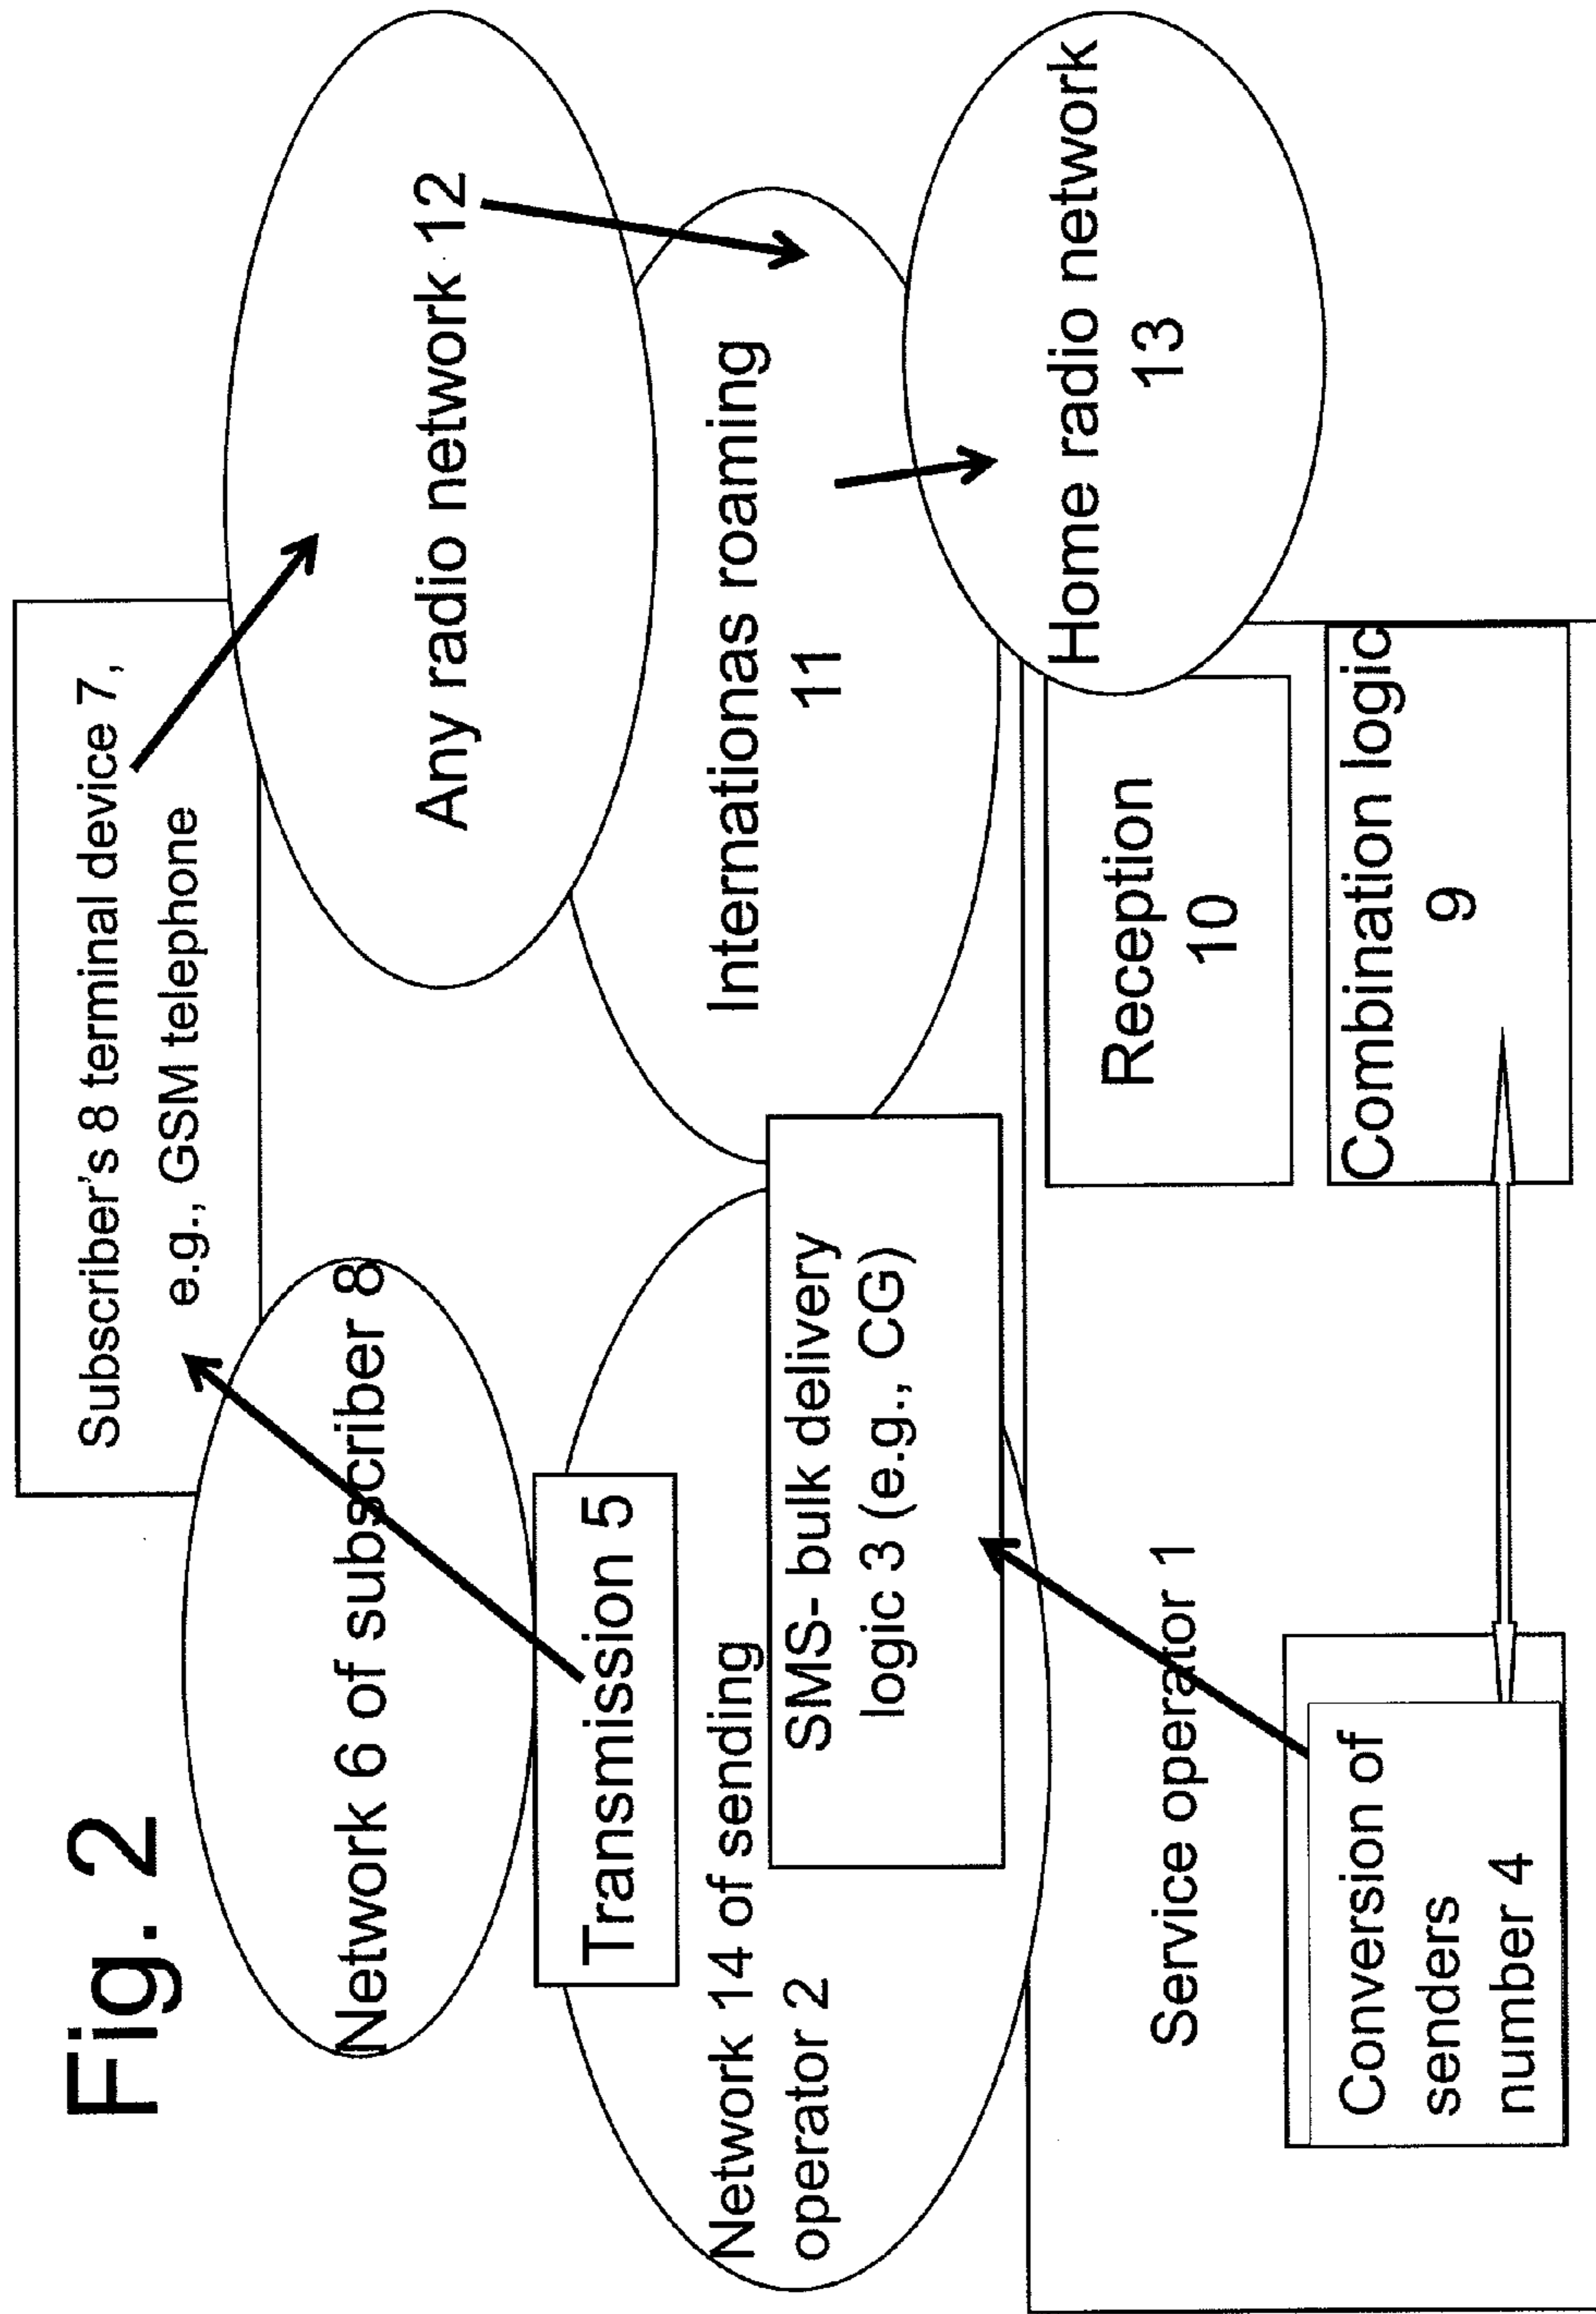 Fig. 2
Subscriber's 8 terminal device 7,
e.g., GSM telephone
Network 6 of subscriber 8
Any radio network 12
Transmission 5
Network 14 of sending
operator 2
Internationas roaming
11
SMS- bulk delivery
logic 3 (e.g., CG)
Home radio network
13
Service operator 1
Reception
10
Conversion of
senders
number 4
Combination logic
9